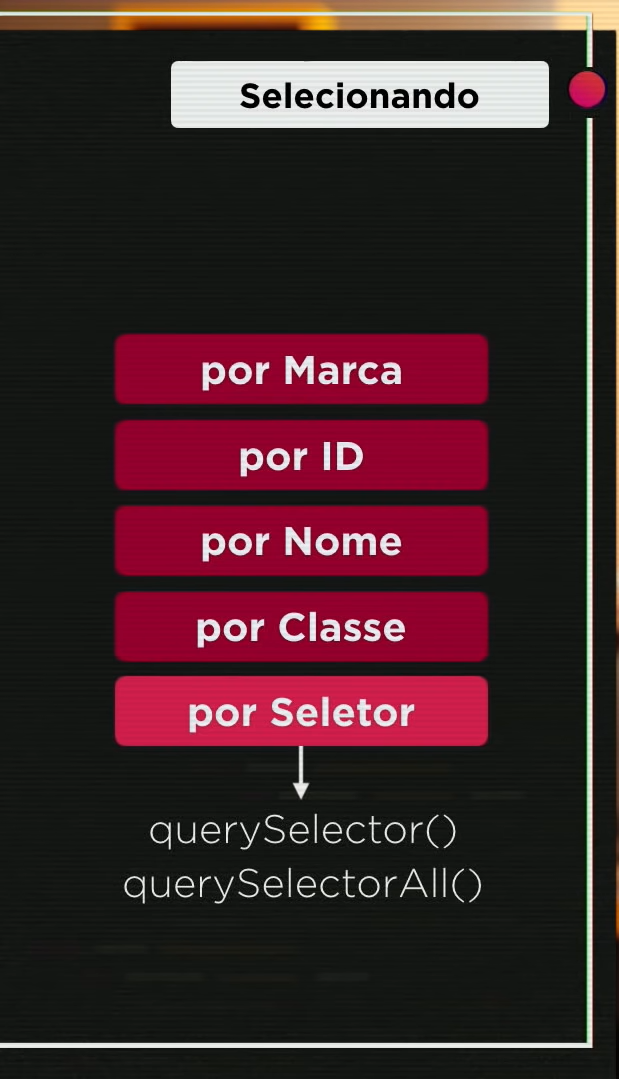 Selecionando
por Marca
por ID
por Nome
por Classe
por Seletor
querySelector()
querySelectorAll()